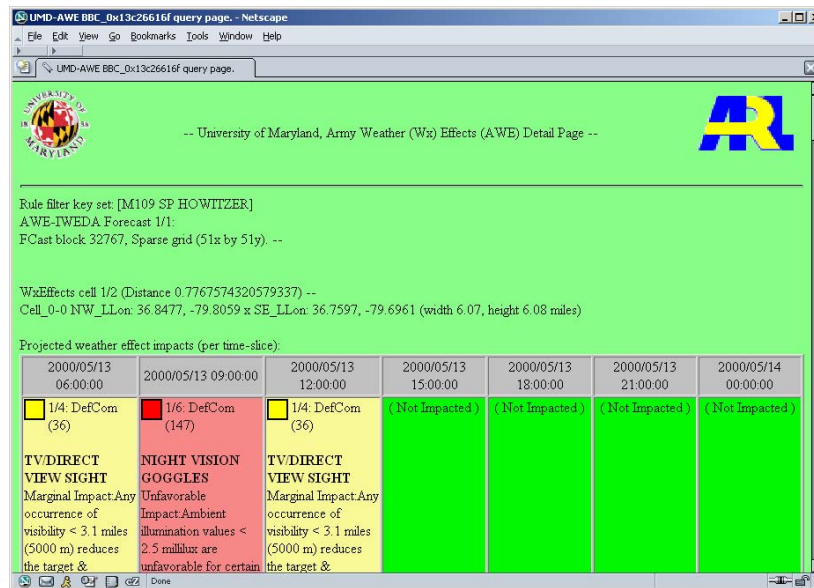 UMD-AWE BBC_0x13c26616f query page. - Netscape
File Edit View Go Bookmarks Tools Window Help
UMD-AWE BBC_0x13c26616f query page.
UNIVERSITY OF
18 56
MARYLAND
-- University of Maryland, Army Weather (Wx) Effects (AWE) Detail Page --
ARL
Rule filter key set: [M109 SP HOWITZER]
AWE-IWEDA Forecast 1/1:
FCast block 32767, Sparse grid (51x by 51y). --
WxEffects cell 1/2 (Distance 0.7767574320579337) --
Cell_0-0 NW_LLon: 36.8477, -79.8059 x SE_LLon: 36.7597, -79.6961 (width 6.07, height 6.08 miles)
Projected weather effect impacts (per time-slice):
2000/05/13 06:00:00
2000/05/13 09:00:00
2000/05/13 12:00:00
2000/05/13 15:00:00
2000/05/13 18:00:00
2000/05/13 21:00:00
2000/05/14 00:00:00
1/4: DefCom
(36)
TV/DIRECT
VIEW SIGHT
Marginal Impact:Any
occurrence of
visibility < 3.1 miles
(5000 m) reduces
the target &
1/6: DefCom
(147)
NIGHT VISION
GOGGLES
Unfavorable
Impact:Ambient
illumination values <
2.5 millilux are
unfavorable for certain
1/4: DefCom
(36)
TV/DIRECT
VIEW SIGHT
Marginal Impact:Any
occurrence of
visibility < 3.1 miles
(5000 m) reduces
the target &
( Not Impacted )
( Not Impacted )
( Not Impacted )
( Not Impacted )
Done